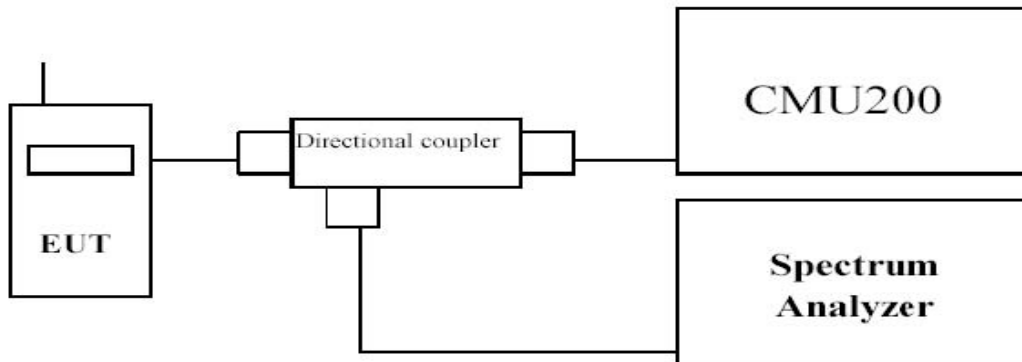 CMU200
Directional coupler
EUT
Spectrum
Analyzer